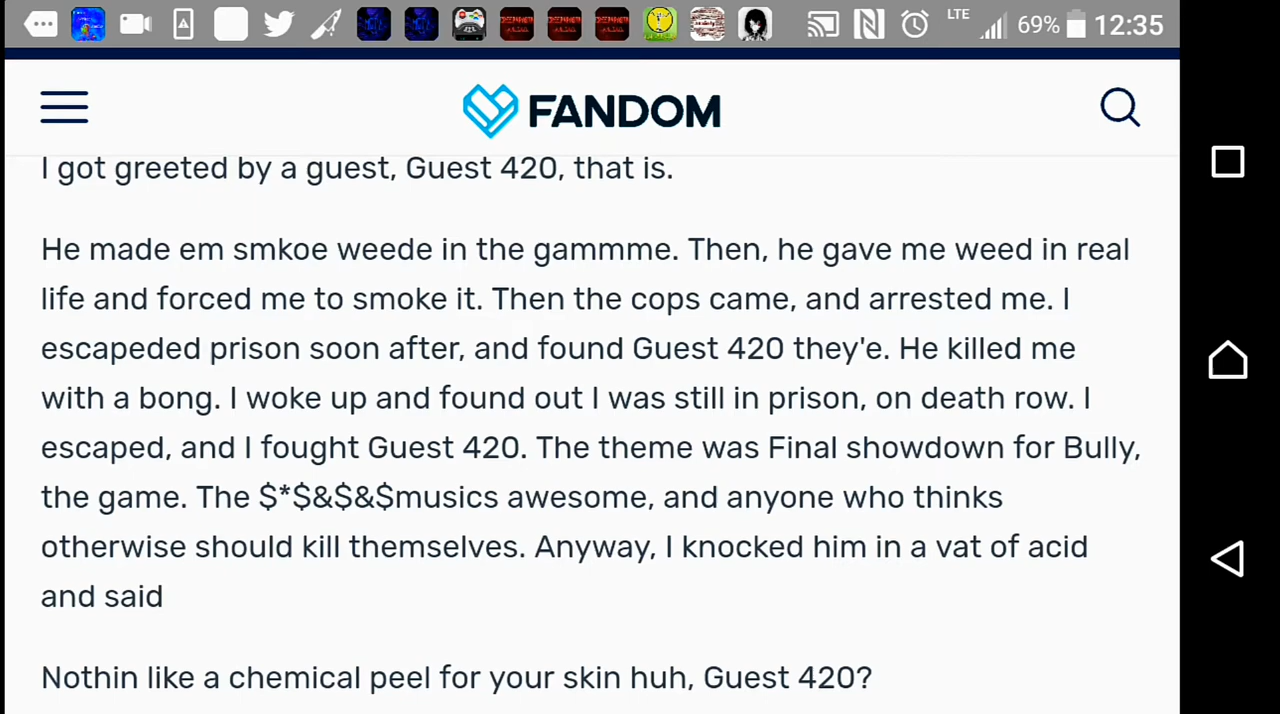 LTE
69%
12:35
FANDOM
I got greeted by a guest, Guest 420, that is.
He made em smkoe weede in the gammme. Then, he gave me weed in real
life and forced me to smoke it. Then the cops came, and arrested me. I
escapeded prison soon after, and found Guest 420 they'e. He killed me
with a bong. I woke up and found out I was still in prison, on death row. I
escaped, and I fought Guest 420. The theme was Final showdown for Bully,
the game. The $*$&$&$musics awesome, and anyone who thinks
otherwise should kill themselves. Anyway, I knocked him in a vat of acid
and said
Nothin like a chemical peel for your skin huh, Guest 420?